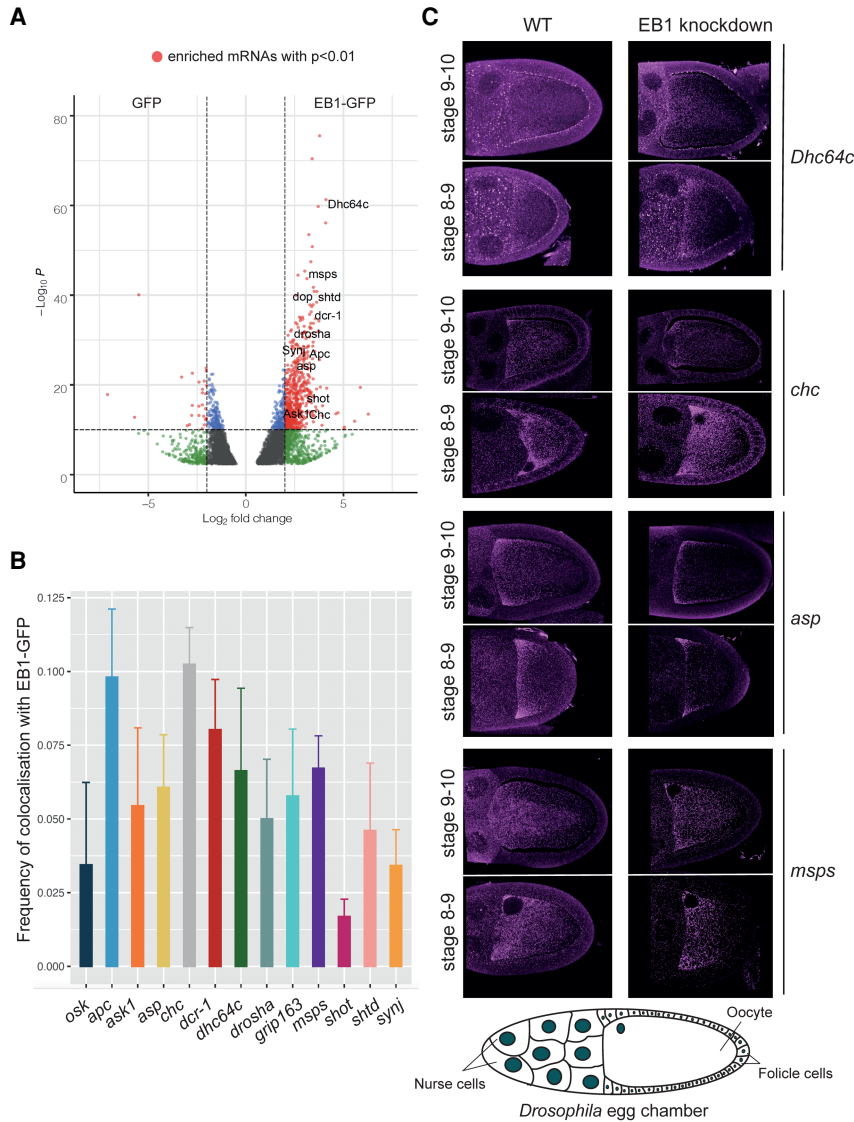 A
enriched mRNAs with p<0.01
GFP
EB1-GFP
80
60
40
20
0
−Log10 P
Dhc64c
msps
dop shtd
dcr-1
drosha
Synj Apc
asp
shot
Ask1 Chc
−5
0
5
Log2 fold change
B
Frequency of colocalisation with EB1-GFP
0.125
0.100
0.075
0.050
0.025
0.000
osk
apc
ask1
asp
chc
dcr-1
dhc64c
drosha
grip163
msps
shot
shtd
synj
C
WT
EB1 knockdown
stage 9-10
stage 8-9
Dhc64c
stage 9-10
stage 8-9
chc
stage 9-10
stage 8-9
asp
stage 9-10
stage 8-9
msps
Oocyte
Nurse cells
Folicle cells
Drosophila egg chamber